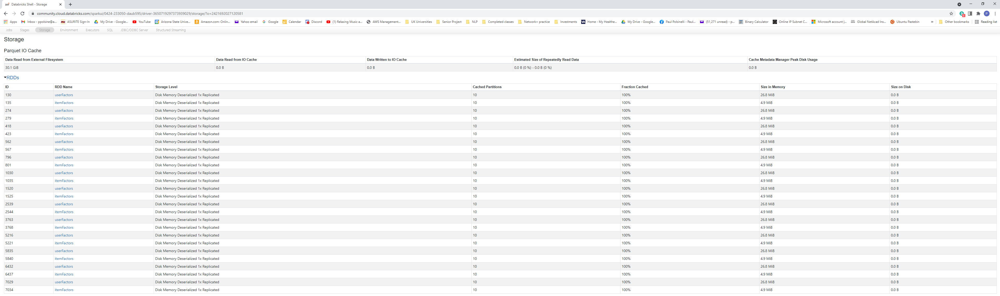 Databricks Shell - Storage
community.cloud.databricks.com/sparkui/0424-233050-daub595/driver-3650719297373939029/storage/?o=2421692027120581
Apps Inbox - ppolsine@a... ASURITE Sign-In My Drive - Google... YouTube Arizona State Unive... Amazon.com: Onlin... Yahoo email Google Calendar Discord (1) Relaxing Music a... AWS Management... UK Universities Senior Project NLP Completed classes Network+ practice Investments Home - My Healthe... My Drive - Google... Paul Polsinelli - Paul... (51,271 unread) - p... Binary Calculator Online IP Subnet C... Microsoft account |... Global NetAcad Ins... Ubuntu Pastebin » Other bookmarks Reading list
Jobs Stages Storage Environment Executors SQL JDBC/ODBC Server Structured Streaming
Storage
Parquet IO Cache
Data Read from External Filesystem Data Read from IO Cache Data Written to IO Cache Estimated Size of Repeatedly Read Data Cache Metadata Manager Peak Disk Usage
30.1 GiB 0.0 B 0.0 B 0.0 B (0 %) - 0.0 B (0 %) 0.0 B
RDDs
ID RDD Name Storage Level Cached Partitions Fraction Cached Size in Memory Size on Disk
130 userFactors Disk Memory Deserialized 1x Replicated 10 100% 26.8 MiB 0.0 B
135 itemFactors Disk Memory Deserialized 1x Replicated 10 100% 4.9 MiB 0.0 B
274 userFactors Disk Memory Deserialized 1x Replicated 10 100% 26.8 MiB 0.0 B
279 itemFactors Disk Memory Deserialized 1x Replicated 10 100% 4.9 MiB 0.0 B
418 userFactors Disk Memory Deserialized 1x Replicated 10 100% 26.8 MiB 0.0 B
423 itemFactors Disk Memory Deserialized 1x Replicated 10 100% 4.9 MiB 0.0 B
562 userFactors Disk Memory Deserialized 1x Replicated 10 100% 26.8 MiB 0.0 B
567 itemFactors Disk Memory Deserialized 1x Replicated 10 100% 4.9 MiB 0.0 B
796 userFactors Disk Memory Deserialized 1x Replicated 10 100% 26.8 MiB 0.0 B
801 itemFactors Disk Memory Deserialized 1x Replicated 10 100% 4.9 MiB 0.0 B
1030 userFactors Disk Memory Deserialized 1x Replicated 10 100% 26.8 MiB 0.0 B
1035 itemFactors Disk Memory Deserialized 1x Replicated 10 100% 4.9 MiB 0.0 B
1520 userFactors Disk Memory Deserialized 1x Replicated 10 100% 26.8 MiB 0.0 B
1525 itemFactors Disk Memory Deserialized 1x Replicated 10 100% 4.9 MiB 0.0 B
2539 userFactors Disk Memory Deserialized 1x Replicated 10 100% 26.8 MiB 0.0 B
2544 itemFactors Disk Memory Deserialized 1x Replicated 10 100% 4.9 MiB 0.0 B
3763 userFactors Disk Memory Deserialized 1x Replicated 10 100% 26.8 MiB 0.0 B
3768 itemFactors Disk Memory Deserialized 1x Replicated 10 100% 4.9 MiB 0.0 B
5216 userFactors Disk Memory Deserialized 1x Replicated 10 100% 26.8 MiB 0.0 B
5221 itemFactors Disk Memory Deserialized 1x Replicated 10 100% 4.9 MiB 0.0 B
5835 userFactors Disk Memory Deserialized 1x Replicated 10 100% 26.8 MiB 0.0 B
5840 itemFactors Disk Memory Deserialized 1x Replicated 10 100% 4.9 MiB 0.0 B
6432 userFactors Disk Memory Deserialized 1x Replicated 10 100% 26.8 MiB 0.0 B
6437 itemFactors Disk Memory Deserialized 1x Replicated 10 100% 4.9 MiB 0.0 B
7029 userFactors Disk Memory Deserialized 1x Replicated 10 100% 26.8 MiB 0.0 B
7034 itemFactors Disk Memory Deserialized 1x Replicated 10 100% 4.9 MiB 0.0 B